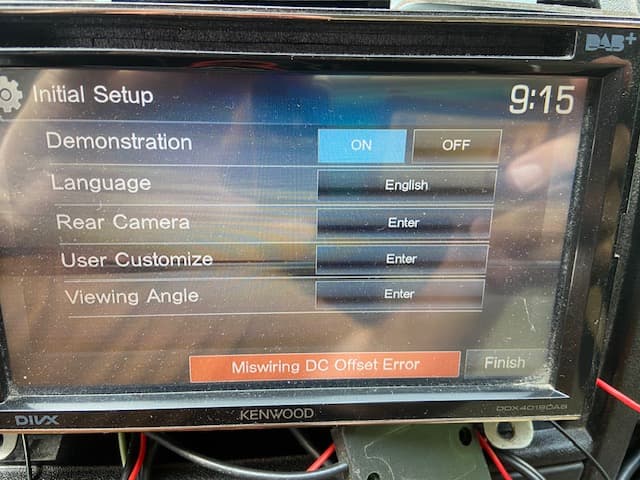 DAB+
Initial Setup
9:15
Demonstration ON OFF
Language English
Rear Camera Enter
User Customize Enter
Viewing Angle Enter
Miswiring DC Offset Error Finish
DIVX KENWOOD DDX4019DAB